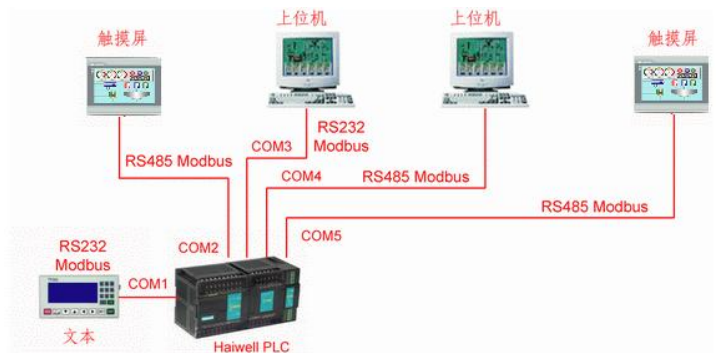 上位机
上位机
触摸屏
触摸屏
RS232
Modbus
COM3
RS485 Modbus
COM4
RS485 Modbus
RS485 Modbus
COM2
COM5
RS232
Modbus
COM1
文本
Haiwell PLC